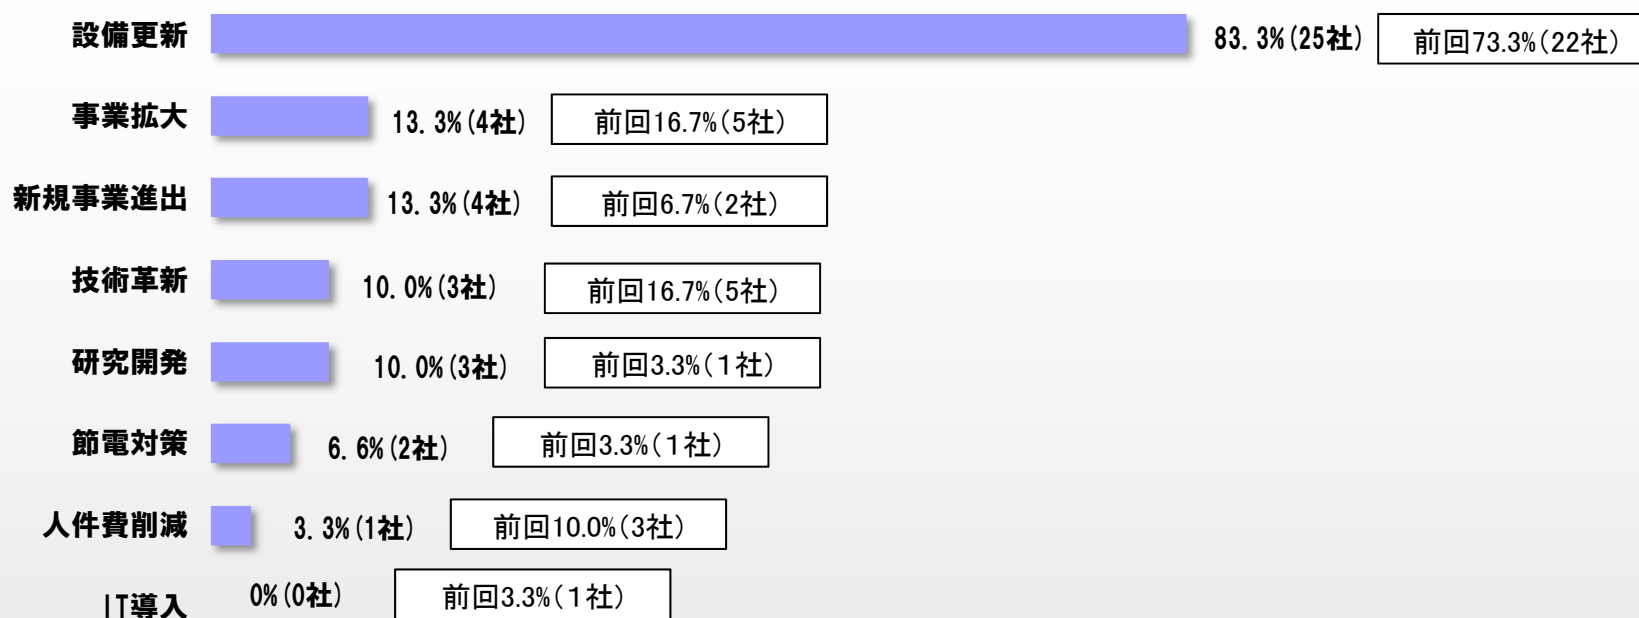 設備更新 83.3%(25社) 前回73.3%(22社)
事業拡大 13.3%(4社) 前回16.7%(5社)
新規事業進出 13.3%(4社) 前回6.7%(2社)
技術革新 10.0%(3社) 前回16.7%(5社)
研究開発 10.0%(3社) 前回3.3%(１社)
節電対策 6.6%(2社) 前回3.3%(１社)
人件費削減 3.3%(1社) 前回10.0%(3社)
IT導入 0%(0社) 前回3.3%(１社)